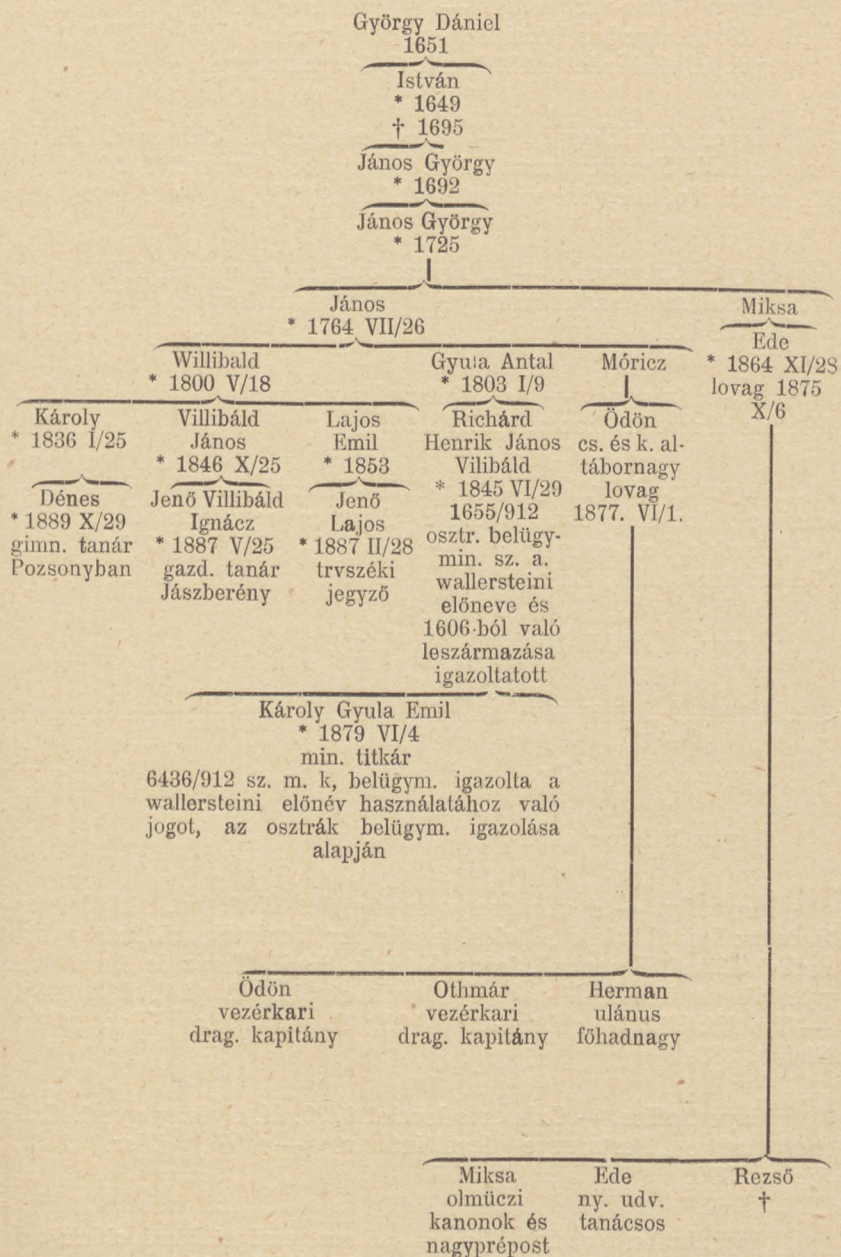 György Dániel
1651
István
* 1649
† 1695
János György
* 1692
János György
* 1725
János
* 1764 VII/26
Miksa
Ede
* 1864 XI/28
lovag 1875
X/6
Willibald
* 1800 V/18
Gyula Antal
* 1803 I/9
Móricz
Károly
* 1836 I/25
Villibáld
János
* 1846 X/25
Lajos
Emil
* 1853
Richárd
Henrik János
Vilibáld
* 1845 VI/29
1655/912
osztr. belügy-
min. sz. a.
wallersteini
előneve és
1606-ból való
leszármazása
igazoltatott
Ödön
cs. és k. al-
tábornagy
lovag
1877. VI/1.
Dénes
* 1889 X/29
gimn. tanár
Pozsonyban
Jenő Villibáld
Ignácz
* 1887 V/25
gazd. tanár
Jászberény
Jenő
Lajos
* 1887 II/28
trvszéki
jegyző
Károly Gyula Emil
* 1879 VI/4
min. titkár
6436/912 sz. m. k, belügym. igazolta a
wallersteini előnév használatához való
jogot, az osztrák belügym. igazolása
alapján
Ödön
vezérkari
drag. kapitány
Othmár
vezérkari
drag. kapitány
Herman
ulánus
főhadnagy
Miksa
olmüczi
kanonok és
nagyprépost
Ede
ny. udv.
tanácsos
Rezső
†